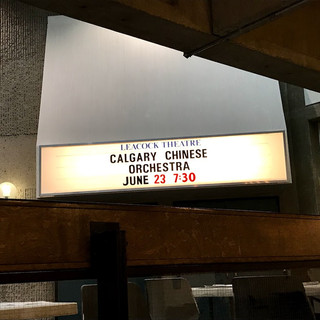 LEACOCK THEATRE
CALGARY CHINESE
ORCHESTRA
JUNE 23 7:30